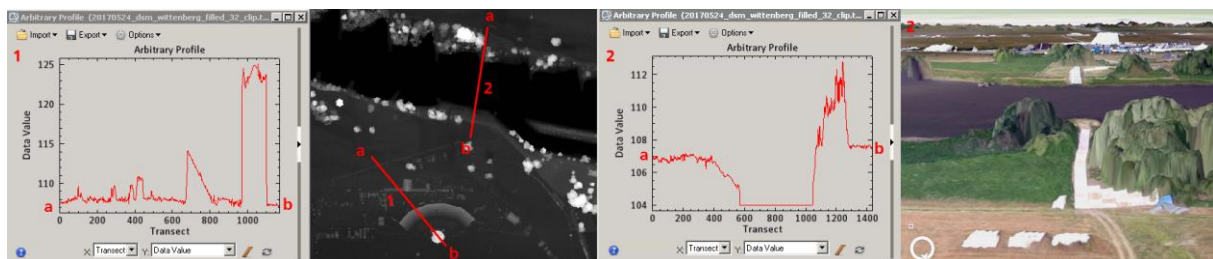 Arbitrary Profile (20170524_dsm_wittenberg_filled_32_clip.t...
Import Export Options
1
Arbitrary Profile
125
120
115
110
Data Value
a
b
0 200 400 600 800 1000
Transect
X: Transect Y: Data Value
a
2
b
a
1
b
Arbitrary Profile (20170524_dsm_wittenberg_filled_32_clip.t...
Import Export Options
2
Arbitrary Profile
112
110
108
106
104
Data Value
a
b
0 200 400 600 800 1000 1200 1400
Transect
X: Transect Y: Data Value
2